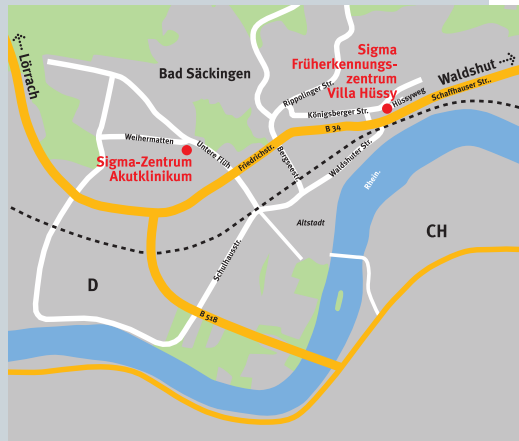 Lörrach
Bad Säckingen
Sigma
Früherkennungs-
zentrum
Villa Hüssy
Waldshut
Schaffhauser Str..
Rippolinger Str.
Hüssyweg
Königsberger Str.
B 34
Weihermatten
Untere Flüh
Friedrichstr.
Bergseestr.
Waldshuter Str.
Sigma-Zentrum
Akutklinikum
Rhein.
Altstadt
CH
Schulhausstr.
D
B 518